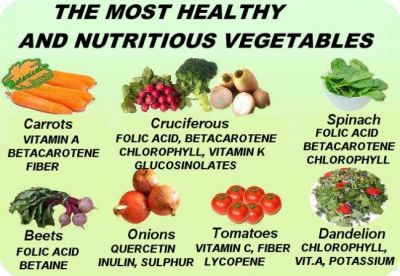 THE MOST HEALTHY
AND NUTRITIOUS VEGETABLES
Botanical
Carrots
VITAMIN A
BETACAROTENE
FIBER
Cruciferous
FOLIC ACID, BETACAROTENE
CHLOROPHYLL, VITAMIN K
GLUCOSINOLATES
Spinach
FOLIC ACID
BETACAROTENE
CHLOROPHYLL
Beets
FOLIC ACID
BETAINE
Onions
QUERCETIN
INULIN, SULPHUR
Tomatoes
VITAMIN C, FIBER
LYCOPENE
Dandelion
CHLOROPHYLL,
VIT.A, POTASSIUM